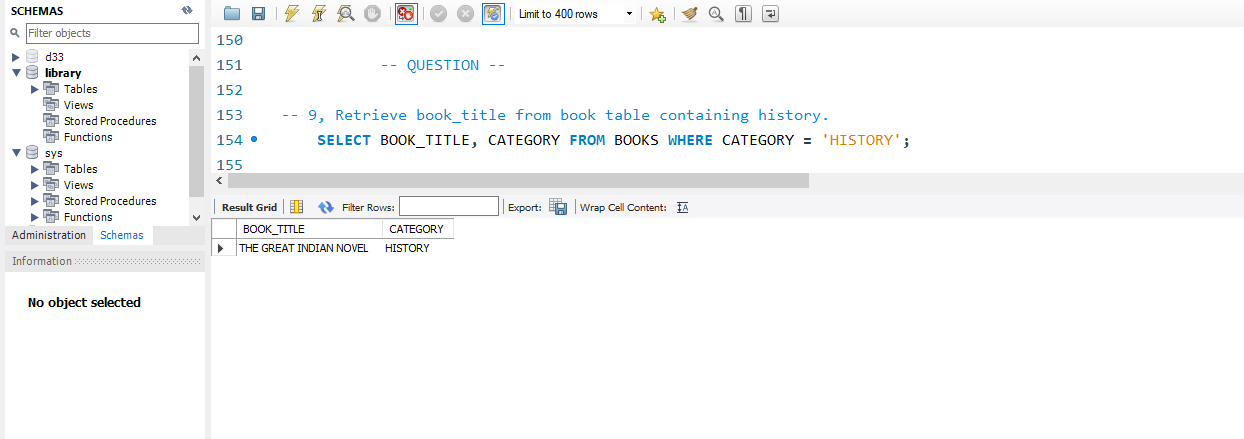 SCHEMAS
Filter objects
d33
library
Tables
Views
Stored Procedures
Functions
sys
Tables
Views
Stored Procedures
Functions
Administration Schemas
Information
No object selected
Limit to 400 rows
150
151 -- QUESTION --
152
153 -- 9, Retrieve book_title from book table containing history.
154 SELECT BOOK_TITLE, CATEGORY FROM BOOKS WHERE CATEGORY = 'HISTORY';
155
Result Grid Filter Rows: Export: Wrap Cell Content:
BOOK_TITLE CATEGORY
THE GREAT INDIAN NOVEL HISTORY